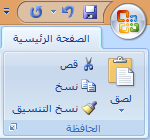 الصفحة الرئيسية
قص
نسخ
نسخ التنسيق
لصق
الحافظة